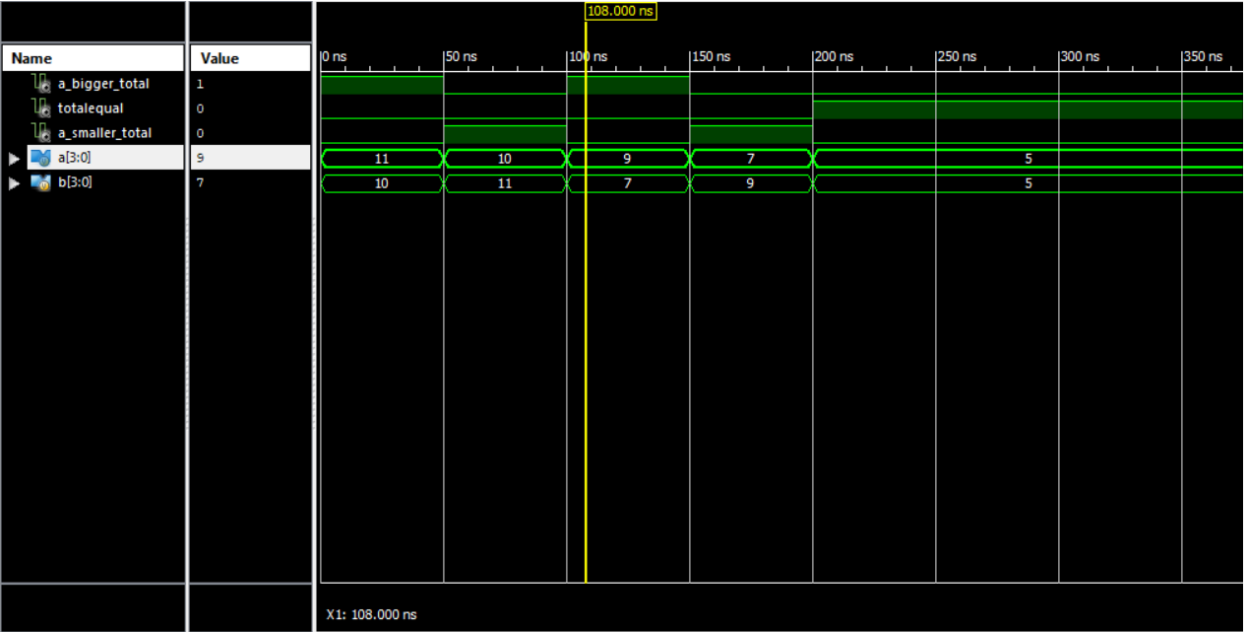 108.000 ns
Name Value 0 ns 50 ns 100 ns 150 ns 200 ns 250 ns 300 ns 350 ns
a_bigger_total 1
totalequal 0
a_smaller_total 0
a[3:0] 9 11 10 9 7 5
b[3:0] 7 10 11 7 9 5
X1: 108.000 ns